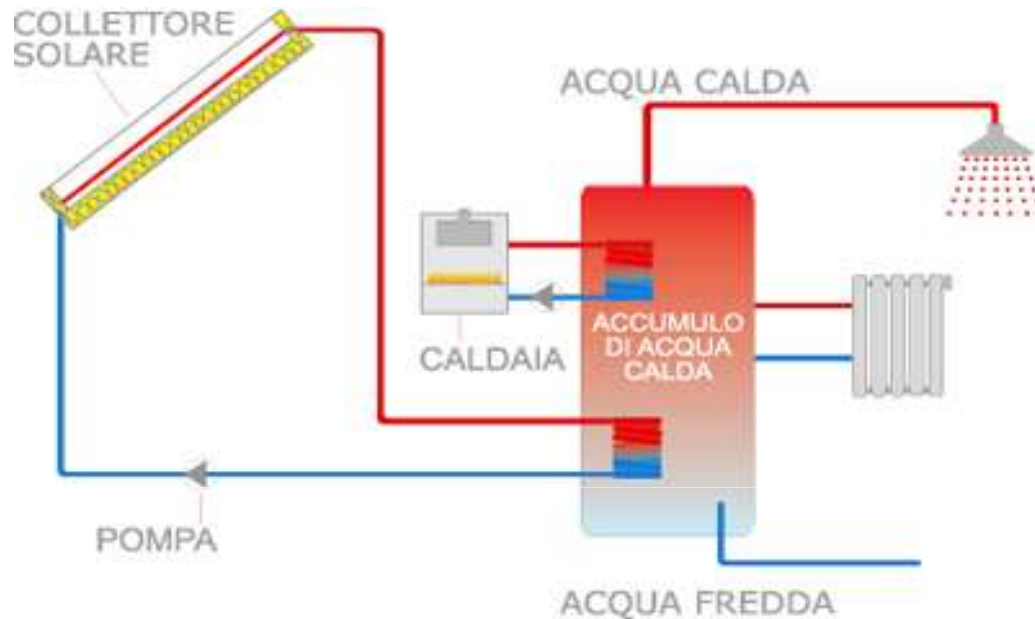 COLLETTORE
SOLARE
ACQUA CALDA
CALDAIA
ACCUMULO
DI ACQUA
CALDA
POMPA
ACQUA FREDDA